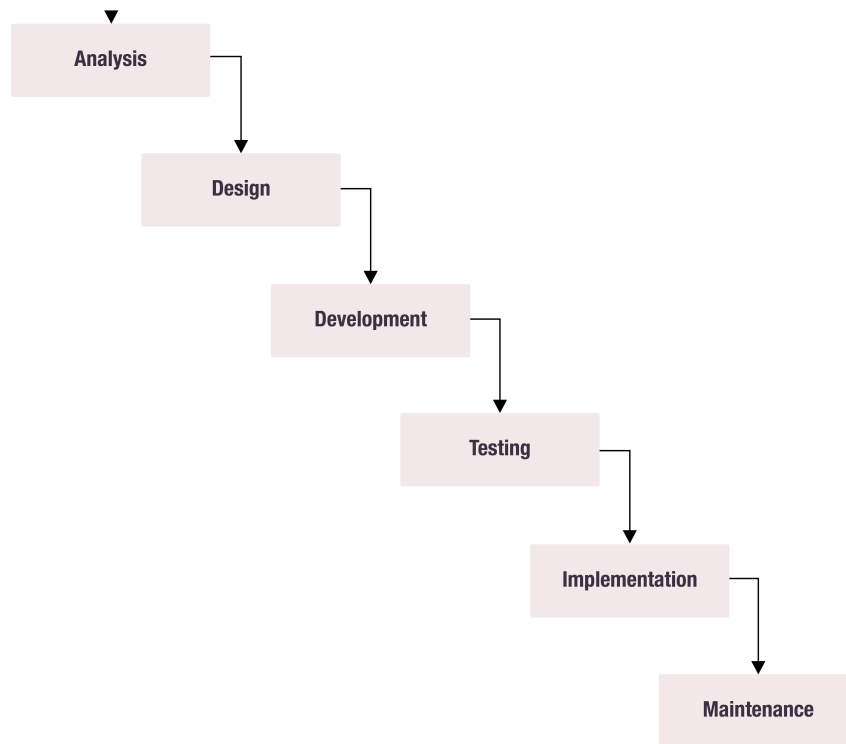 Analysis
Design
Development
Testing
Implementation
Maintenance